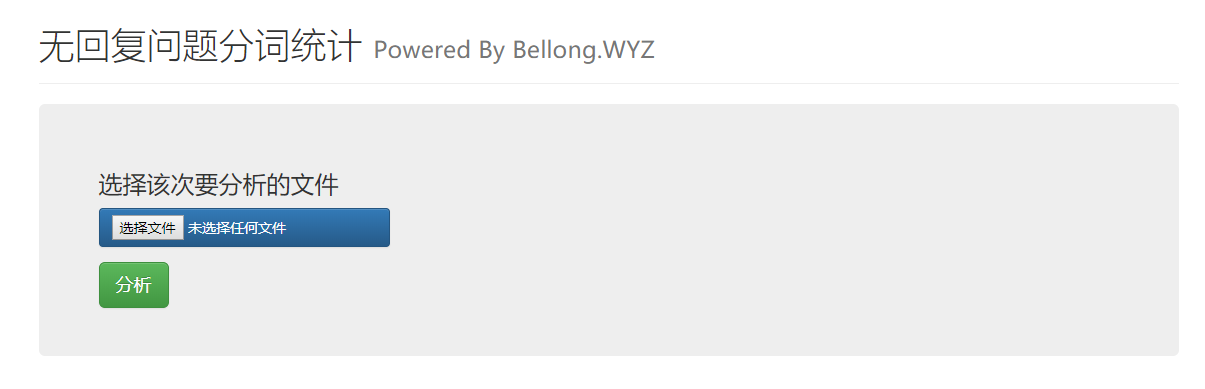 无回复问题分词统计 Powered By Bellong.WYZ
选择该次要分析的文件
选择文件 未选择任何文件
分析